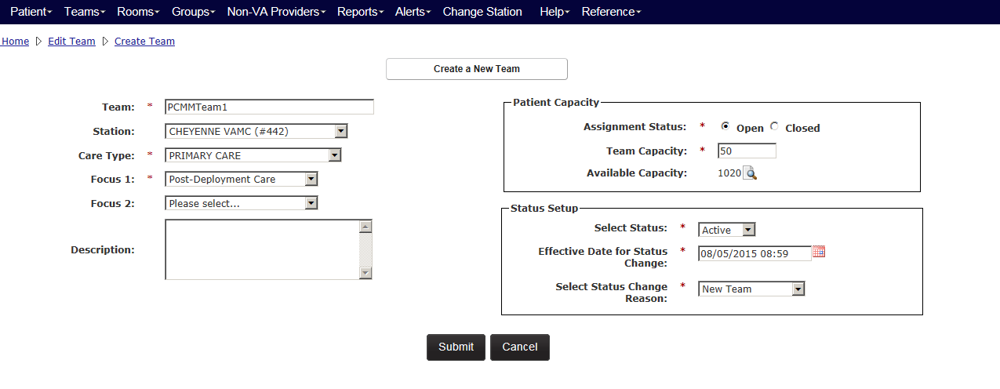 Patient Teams Rooms Groups Non-VA Providers Reports Alerts Change Station Help Reference
Home Edit Team Create Team
Create a New Team
Team: * PCMMTeam1
Station: CHEYENNE VAMC (#442)
Care Type: * PRIMARY CARE
Focus 1: * Post-Deployment Care
Focus 2: Please select...
Description:
Patient Capacity
Assignment Status: * Open Closed
Team Capacity: * 50
Available Capacity: 1020
Status Setup
Select Status: * Active
Effective Date for Status * 08/05/2015 08:59
Change:
Select Status Change * New Team
Reason:
Submit Cancel